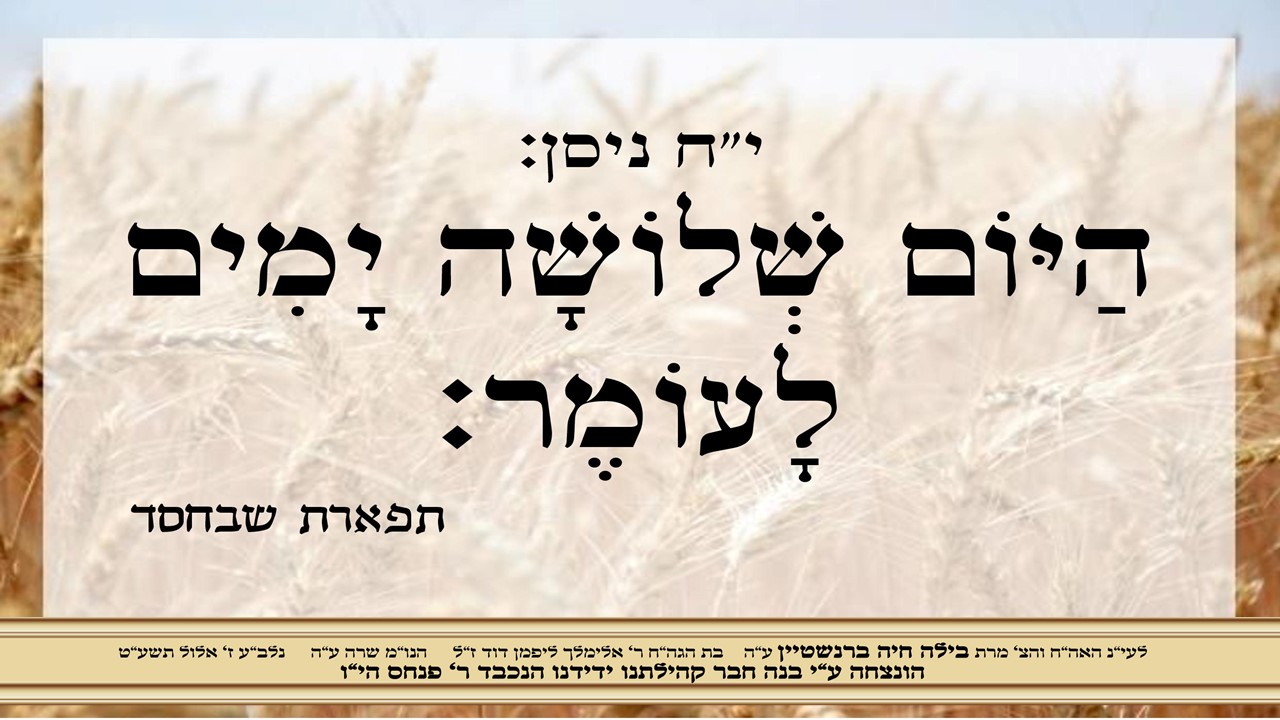 י״ח ניסן:
הַיּוֹם שְׁלוֹשָׁה יָמִים
לָעוֹמֶר:
תפארת שבחסד
לעי״נ האה״ח והצ׳ מרת בילה חיה ברנשטיין ע״ה בת הגה״ח ר׳ אלימלך ליפמן דוד ז״ל הנו״מ שרה ע״ה נלב״ע ז׳ אלול תשע״ט
הונצחה ע״י בנה חבר קהילתנו ידידנו הנכבד ר׳ פנחס הי״ו